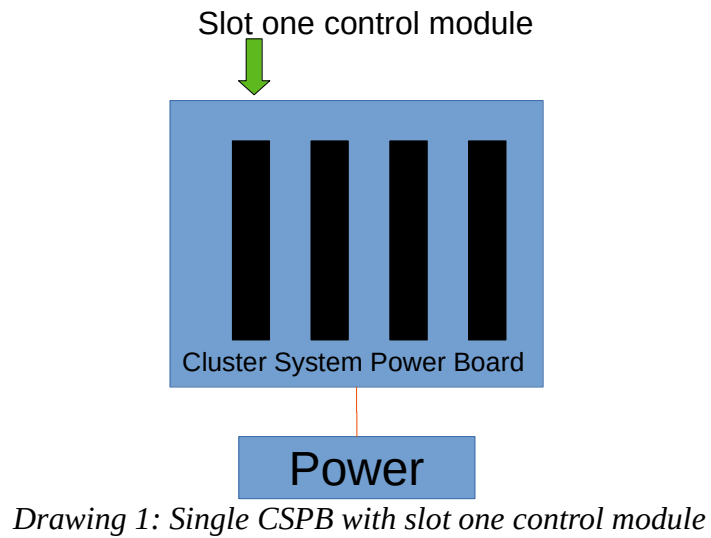 Slot one control module
Cluster System Power Board
Power
Drawing 1: Single CSPB with slot one control module